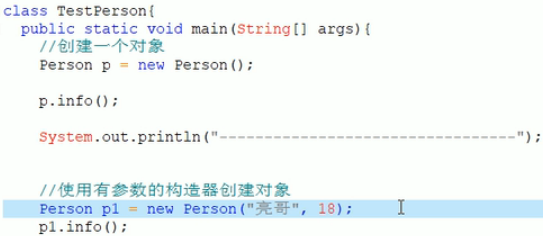 class TestPerson{
public static void main(String[] args){
//创建一个对象
Person p = new Person();
p.info();
System.out.println("---------------------------------");
//使用有参数的构造器创建对象
Person p1 = new Person("亮哥", 18);
p1.info();